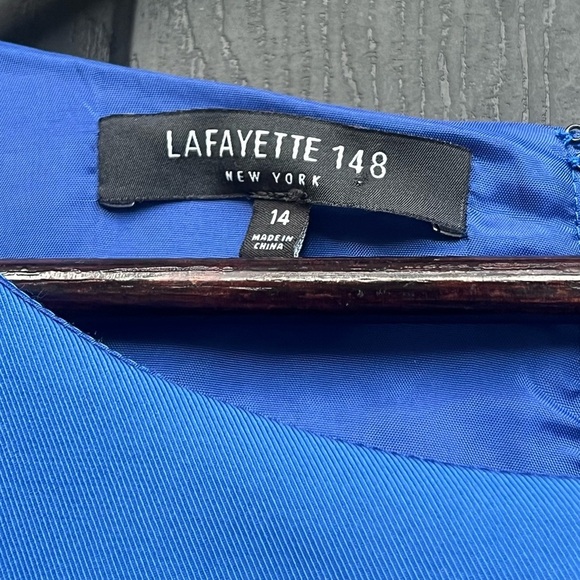 LAFAYETTE 148
NEW YORK
14
MADE IN
CHINA